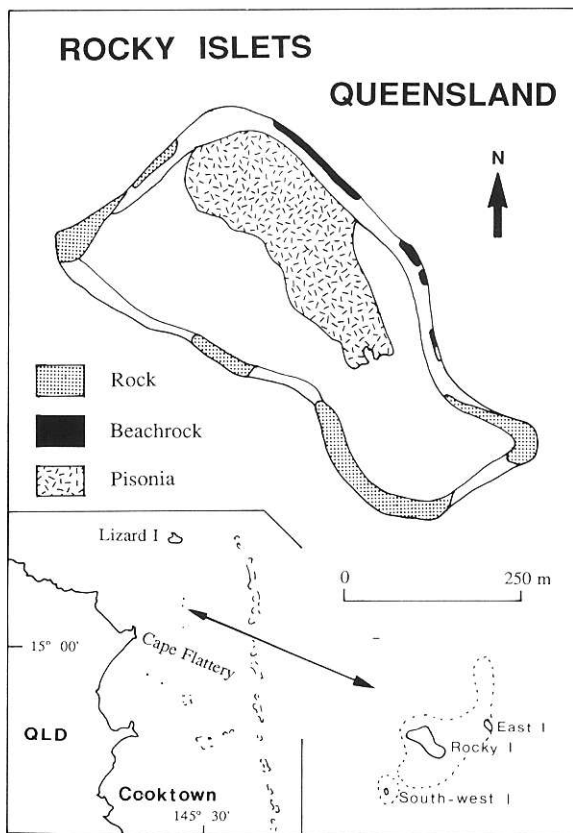 ROCKY ISLETS
QUEENSLAND
N
Rock
Beachrock
Pisonia
0 250 m
Lizard I
15° 00'
Cape Flattery
QLD
East I
Rocky I
South-west I
Ccoktown
145° 30'